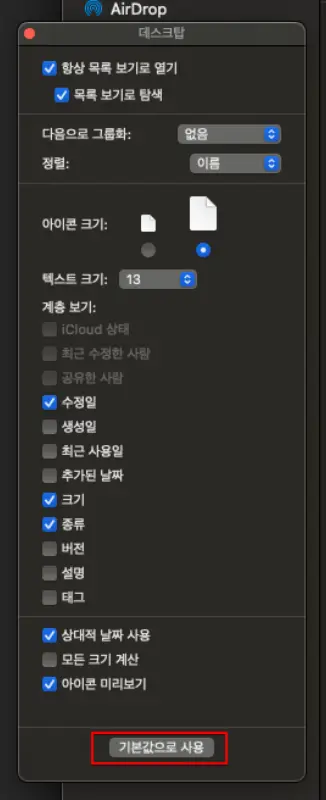 AirDrop
데스크탑
항상 목록 보기로 열기
목록 보기로 탐색
다음으로 그룹화: 없음
정렬: 이름
아이콘 크기:
텍스트 크기: 13
계층 보기:
iCloud 상태
최근 수정한 사람
공유한 사람
수정일
생성일
최근 사용일
추가된 날짜
크기
종류
버전
설명
태그
상대적 날짜 사용
모든 크기 계산
아이콘 미리보기
기본값으로 사용